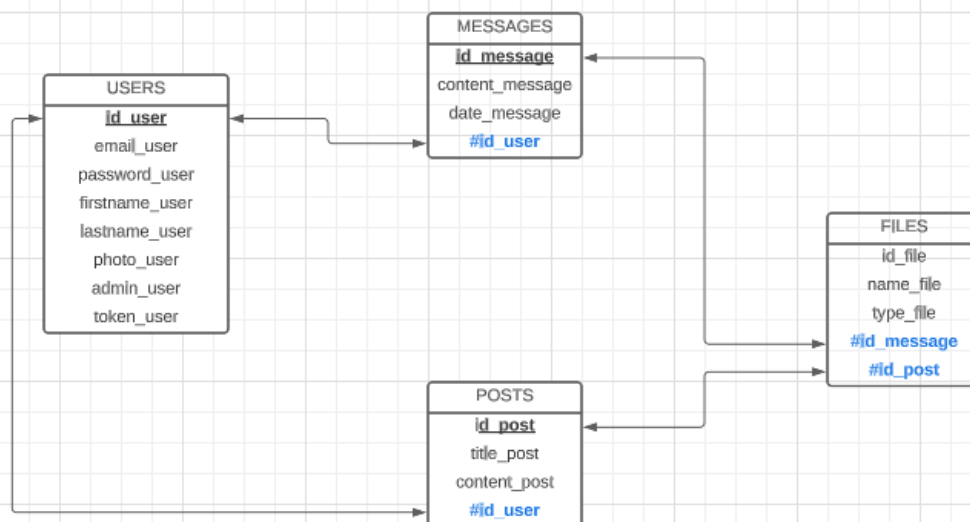 MESSAGES
id_message
content_message
date_message
#id_user
USERS
id_user
email_user
password_user
firstname_user
lastname_user
photo_user
admin_user
token_user
FILES
id_file
name_file
type_file
#id_message
#id_post
POSTS
id_post
title_post
content_post
#id_user